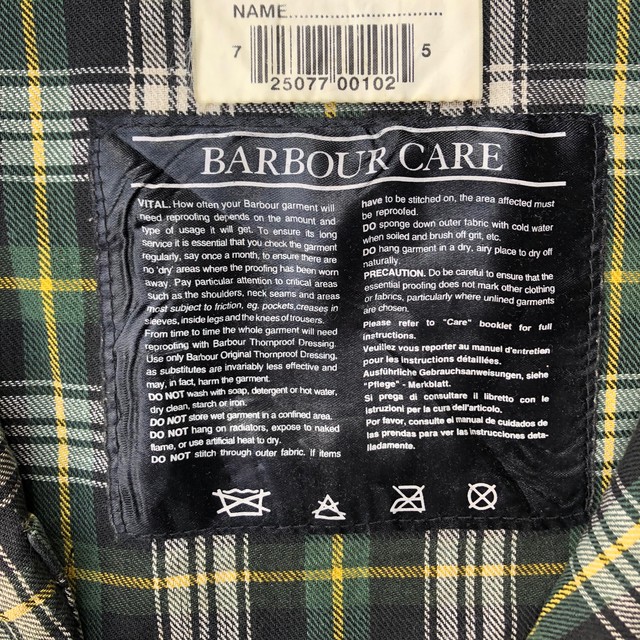 NAME
7 25077 00102 5
BARBOUR CARE
VITAL. How often your Barbour garment will
need reproofing depends on the amount and
type of usage it will get. To ensure its long
service it is essential that you check the garment
regularly, say once a month, to ensure there are
no 'dry' areas where the proofing has been worn
away. Pay particular attention to critical areas
such as the shoulders, neck seams and areas
most subject to friction, eg. pockets,creases in
sleeves, inside legs and the knees of trousers.
From time to time the whole garment will need
reproofing with Barbour Thornproof Dressing.
Use only Barbour Original Thornproof Dressing,
as substitutes are invariably less effective and
may, in fact, harm the garment.
DO NOT wash with soap, detergent or hot water,
dry clean, starch or iron.
DO NOT store wet garment in a confined area.
DO NOT hang on radiators, expose to naked
flame, or use artificial heat to dry.
DO NOT stitch through outer fabric. If items
have to be stitched on, the area affected must
be reproofed.
DO sponge down outer fabric with cold water
when soiled and brush off grit, etc.
DO hang garment in a dry, airy place to dry off
naturally.
PRECAUTION. Do be careful to ensure that the
essential proofing does not mark other clothing
or fabrics, particularly where unlined garments
are chosen.
Please refer to "Care" booklet for full
instructions.
Veuillez vous reporter au manuel d'entretien
pour les instructions détaillées.
Ausführliche Gebrauchsanweisungen, siehe
"Pflege" - Merkblatt.
Si prega di consultare il libretto con le
istruzioni per la cura dell'articolo.
Por favor, consulte el manual de cuidados de
las prendas para ver las instrucciones deta-
lladamente.